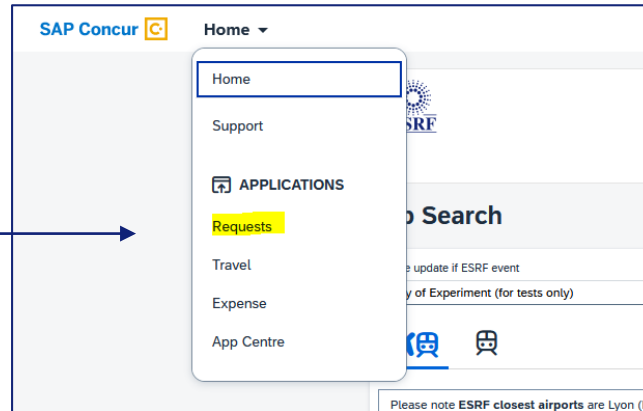 SAP Concur C Home
Home
Support
SRF
APPLICATIONS
Search
Requests
update if ESRF event
Travel
of Experiment (for tests only)
Expense
App Centre
Please note ESRF closest airports are Lyon